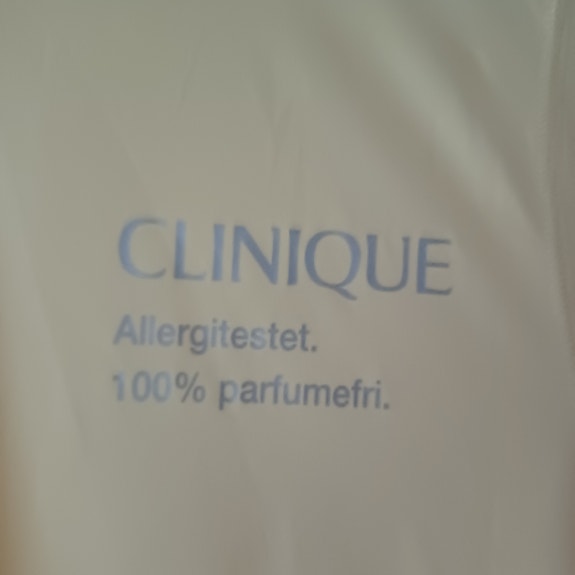 CLINIQUE
Allergitestet.
100% parfumefri.